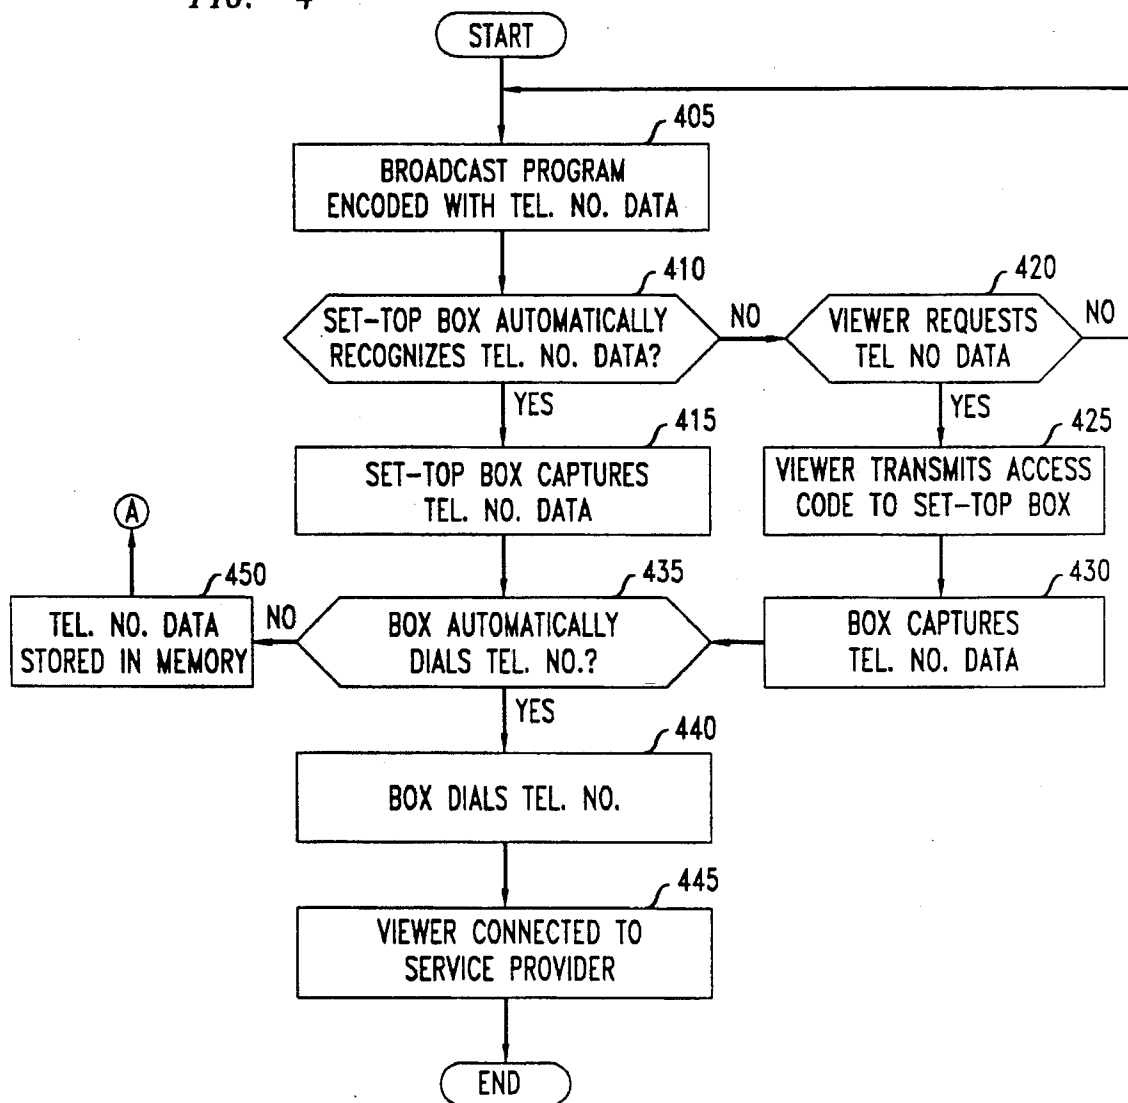 FIG. 4
START
405
BROADCAST PROGRAM
ENCODED WITH TEL. NO. DATA
410
SET-TOP BOX AUTOMATICALLY
RECOGNIZES TEL. NO. DATA?
NO
420
VIEWER REQUESTS
TEL NO DATA
NO
YES
YES
415
SET-TOP BOX CAPTURES
TEL. NO. DATA
425
VIEWER TRANSMITS ACCESS
CODE TO SET-TOP BOX
A
450
TEL. NO. DATA
STORED IN MEMORY
NO
435
BOX AUTOMATICALLY
DIALS TEL. NO.?
430
BOX CAPTURES
TEL. NO. DATA
YES
440
BOX DIALS TEL. NO.
445
VIEWER CONNECTED TO
SERVICE PROVIDER
END